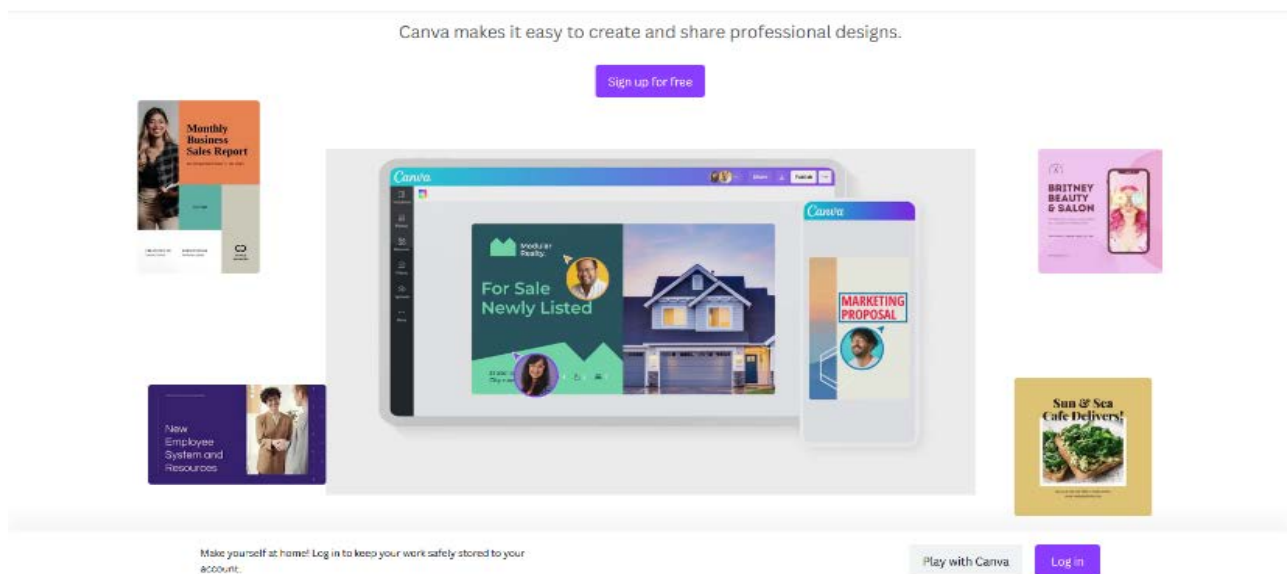 Canva makes it easy to create and share professional designs.
Sign up for free
Monthly
Business
Sales Report
Canva
Share
Publish
Modular
Realty.
For Sale
Newly Listed
Canva
MARKETING
PROPOSAL
BRITNEY
BEAUTY
& SALON
New
Employee
System and
Resources
Sun & Sea
Cafe Delivers!
Make yourself at home! Log in to keep your work safely stored to your
account.
Play with Canva
Log in